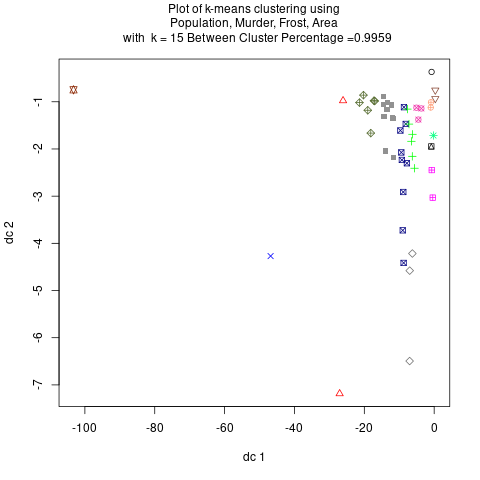 Plot of k-means clustering using
Population, Murder, Frost, Area
with  k = 15 Between Cluster Percentage =0.9959
-1
-2
-3
-4
-5
-6
-7
dc 2
-100
-80
-60
-40
-20
0
dc 1